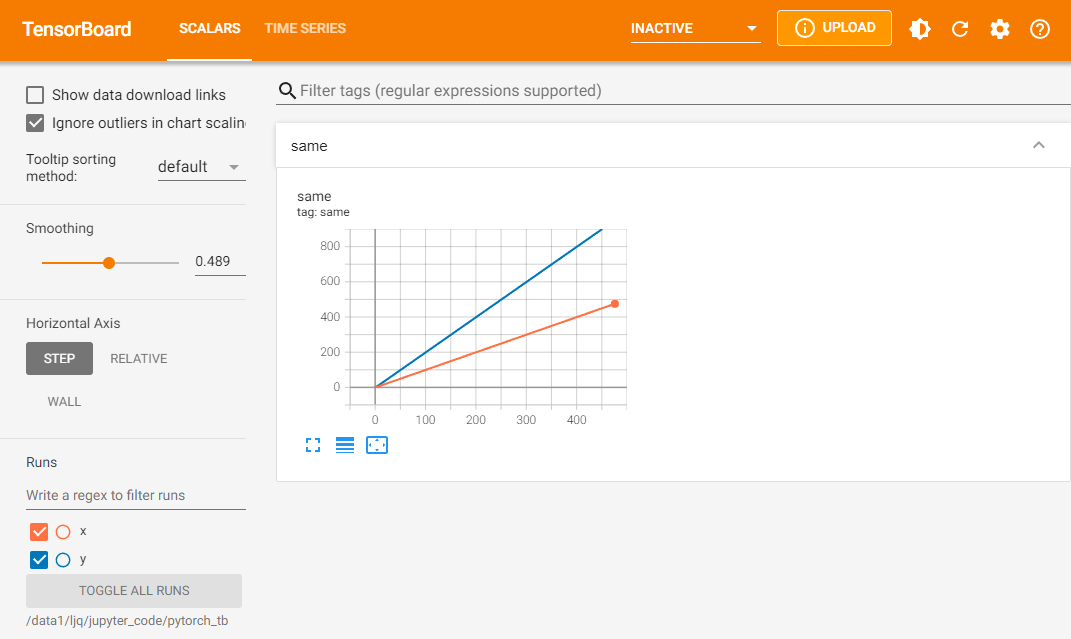 TensorBoard SCALARS TIME SERIES INACTIVE UPLOAD
Show data download links
Ignore outliers in chart scalin
Tooltip sorting
method:
default
Smoothing
0.489
Horizontal Axis
STEP RELATIVE
WALL
Runs
Write a regex to filter runs
x
y
TOGGLE ALL RUNS
/data1/ljq/jupyter_code/pytorch_tb
Filter tags (regular expressions supported)
same
same
tag: same
800
600
400
200
0
0 100 200 300 400